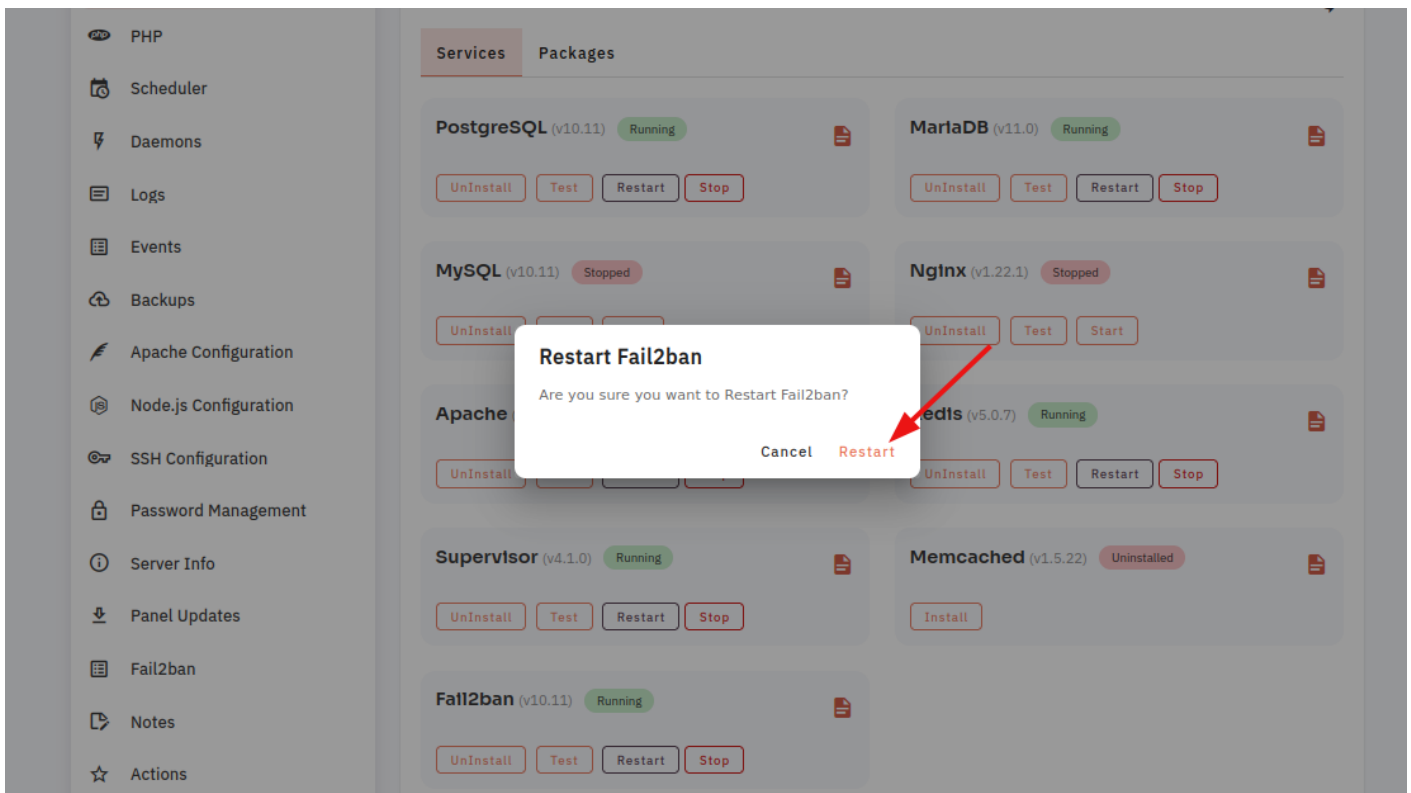 PHP
Scheduler
Daemons
Logs
Events
Backups
Apache Configuration
Node.js Configuration
SSH Configuration
Password Management
Server Info
Panel Updates
Fail2ban
Notes
Actions
Services Packages
PostgreSQL (v10.11) Running
UnInstall Test Restart Stop
MariaDB (v11.0) Running
UnInstall Test Restart Stop
MySQL (v10.11) Stopped
UnInstall
Nginx (v1.22.1) Stopped
UnInstall Test Start
Restart Fail2ban
Are you sure you want to Restart Fail2ban?
Cancel Restart
Apache
UnInstall
edis (v5.0.7) Running
UnInstall Test Restart Stop
Supervisor (v4.1.0) Running
UnInstall Test Restart Stop
Memcached (v1.5.22) Uninstalled
Install
Fail2ban (v10.11) Running
UnInstall Test Restart Stop